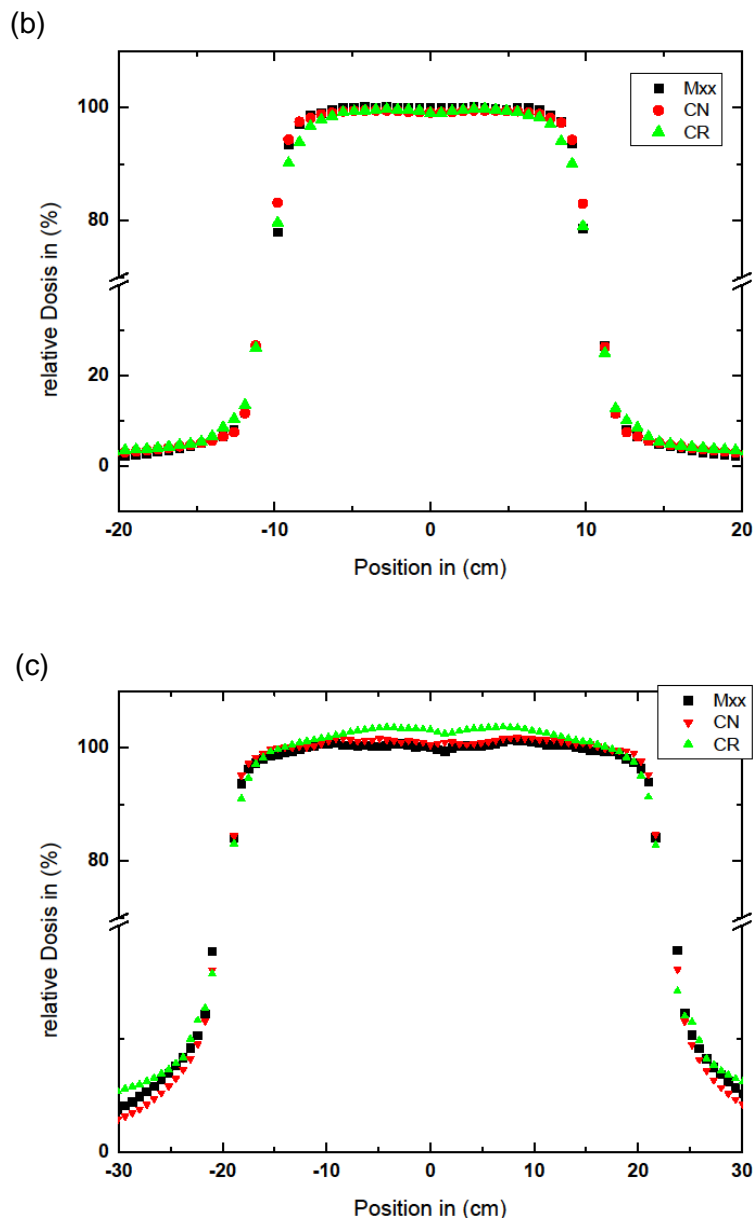 (b)
Mxx
CN
CR
100
80
20
0
relative Dosis in (%)
-20
-10
0
10
20
Position in (cm)
(c)
Mxx
CN
CR
100
80
0
relative Dosis in (%)
-30
-20
-10
0
10
20
30
Position in (cm)